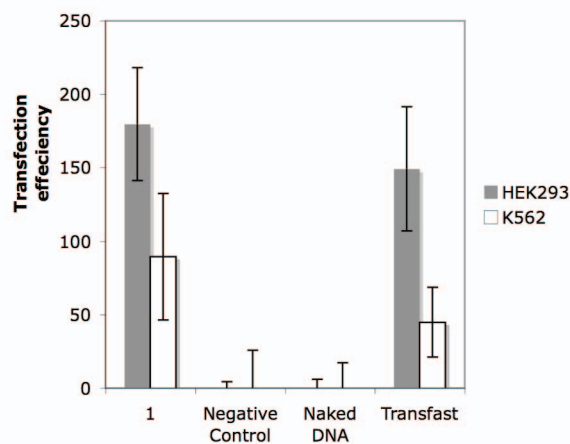 250
200
150
100
50
0
Transfection
effeciency
1
Negative
Control
Naked
DNA
Transfast
HEK293
K562